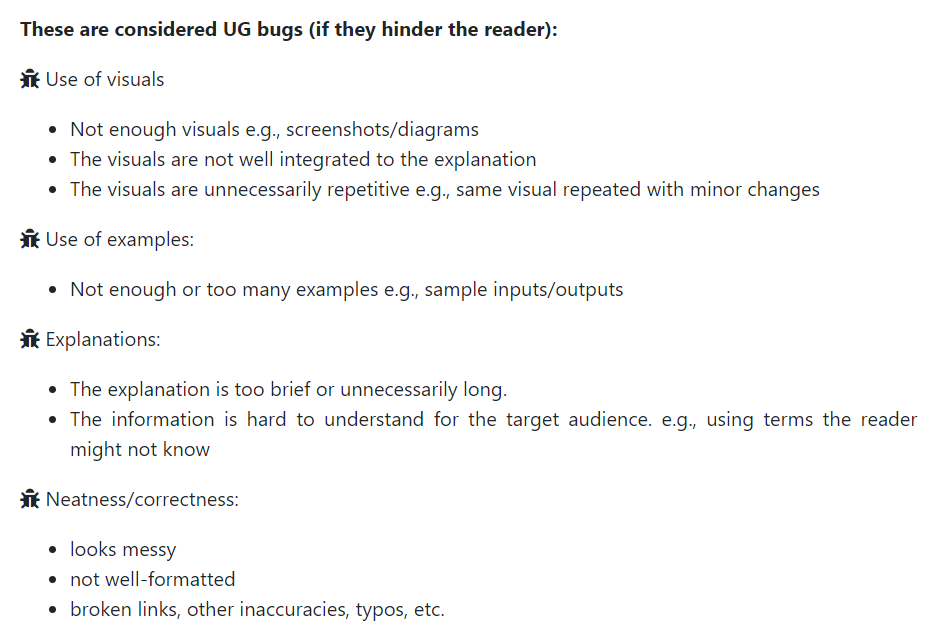 These are considered UG bugs (if they hinder the reader):
Use of visuals
Not enough visuals e.g., screenshots/diagrams
The visuals are not well integrated to the explanation
The visuals are unnecessarily repetitive e.g., same visual repeated with minor changes
Use of examples:
Not enough or too many examples e.g., sample inputs/outputs
Explanations:
The explanation is too brief or unnecessarily long.
The information is hard to understand for the target audience. e.g., using terms the reader
might not know
Neatness/correctness:
looks messy
not well-formatted
broken links, other inaccuracies, typos, etc.